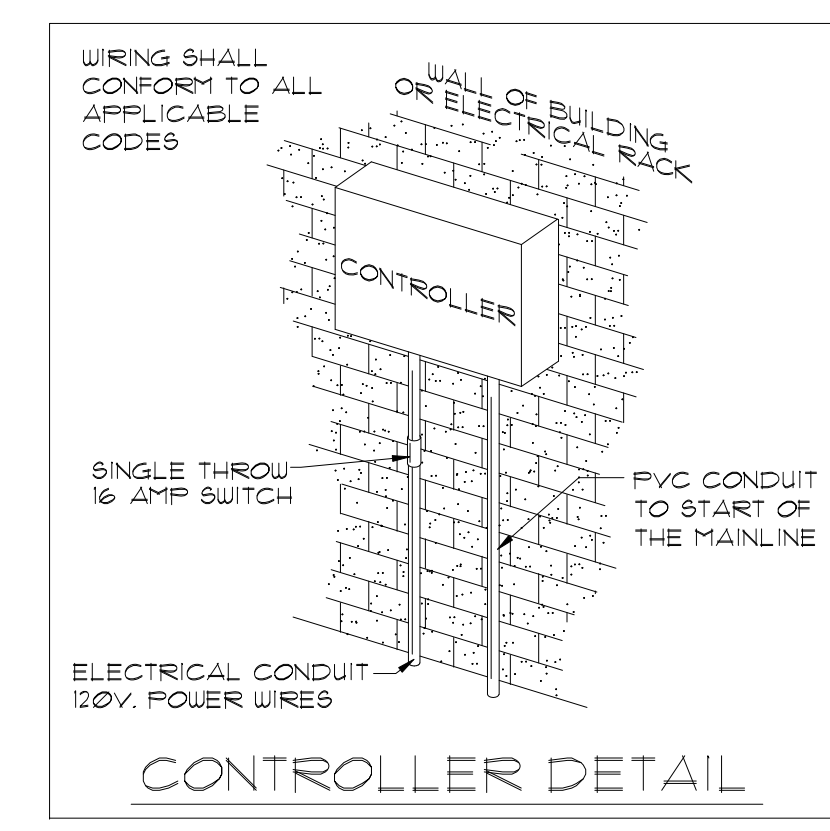 WIRING SHALL
CONFORM TO ALL
APPLICABLE
CODES
WALL OF BUILDING
OR ELECTRICAL RACK
CONTROLLER
SINGLE THROW
16 AMP SWITCH
PVC CONDUIT
TO START OF
THE MAINLINE
ELECTRICAL CONDUIT
120V. POWER WIRES
CONTROLLER DETAIL